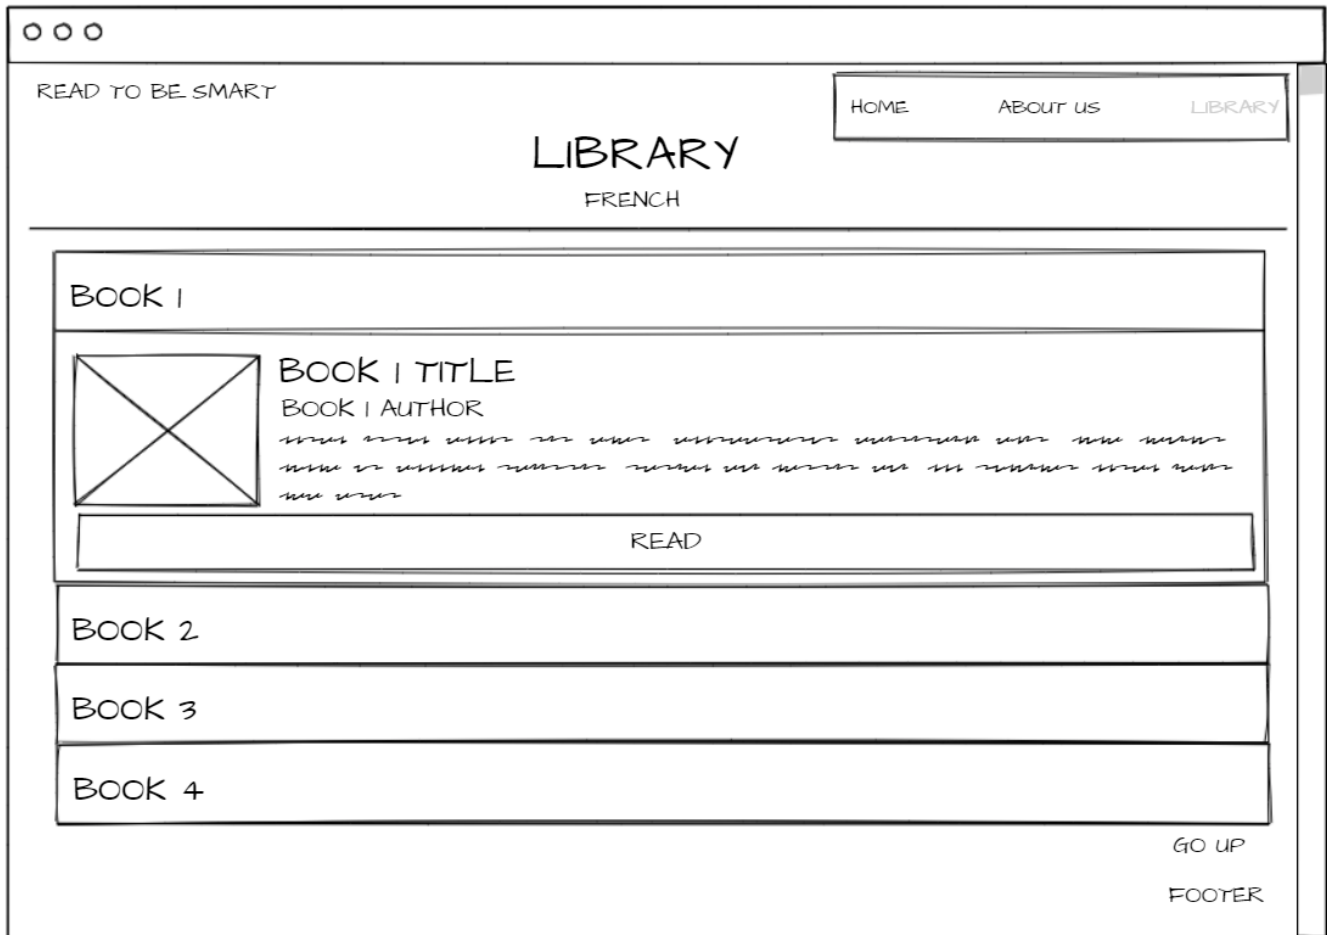 READ TO BE SMART
HOME ABOUT US LIBRARY
LIBRARY
FRENCH
BOOK 1
BOOK 1 TITLE
BOOK 1 AUTHOR
READ
BOOK 2
BOOK 3
BOOK 4
GO UP
FOOTER